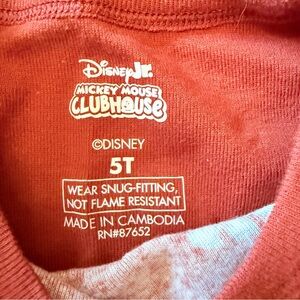 Disney Jr.
MICKEY MOUSE
CLUBHOUSE
©DISNEY
5T
WEAR SNUG-FITTING,
NOT FLAME RESISTANT
MADE IN CAMBODIA
RN#87652